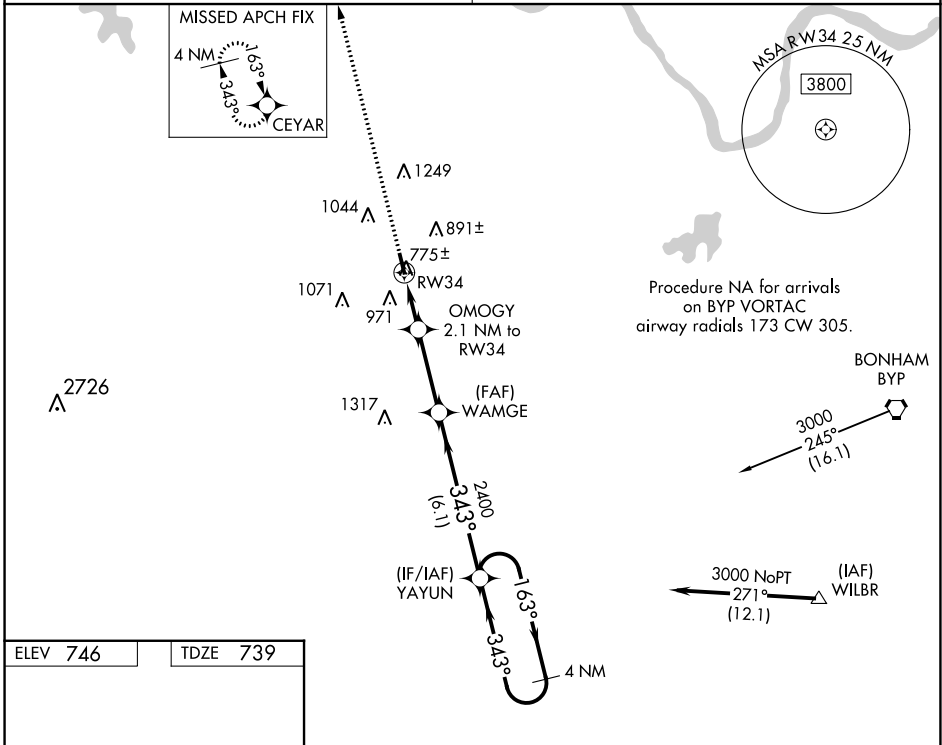 MISSED APCH FIX
4 NM
163°
343°
CEYAR
MSA RW34 25 NM
3800
1249
1044
891±
775±
RW34
1071
971
OMOGY
2.1 NM to
RW34
Procedure NA for arrivals
on BYP VORTAC
airway radials 173 CW 305.
BONHAM
BYP
2726
(FAF)
WAMGE
1317
3000
245°
(16.1)
2400
343°
(6.1)
(IF/IAF)
YAYUN
163°
343°
4 NM
3000 NoPT
271°
(12.1)
(IAF)
WILBR
ELEV 746
TDZE 739